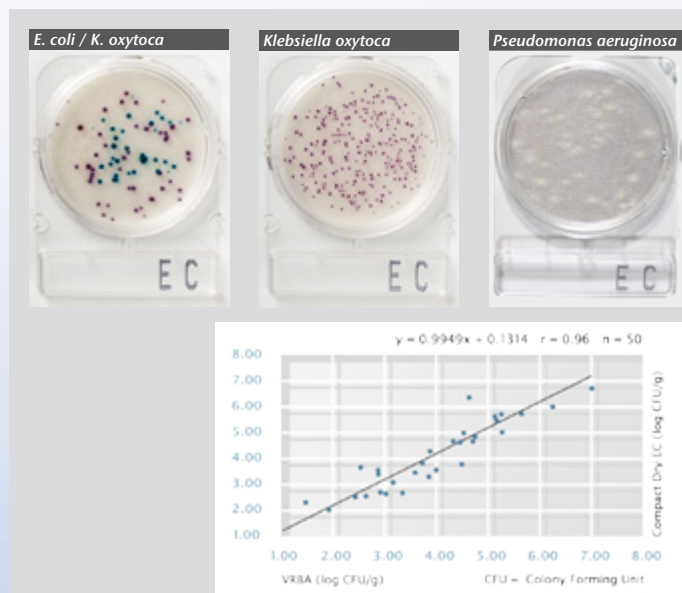 E. coli / K. oxytoca
Klebsiella oxytoca
Pseudomonas aeruginosa
EC
EC
EC
y = 0.9949x + 0.1314 r = 0.96 n = 50
8.00
7.00
6.00
5.00
4.00
3.00
2.00
1.00
Compact Dry EC (log CFU/g)
1.00 2.00 3.00 4.00 5.00 6.00 7.00 8.00
VRBA (log CFU/g) CFU = Colony Forming Unit